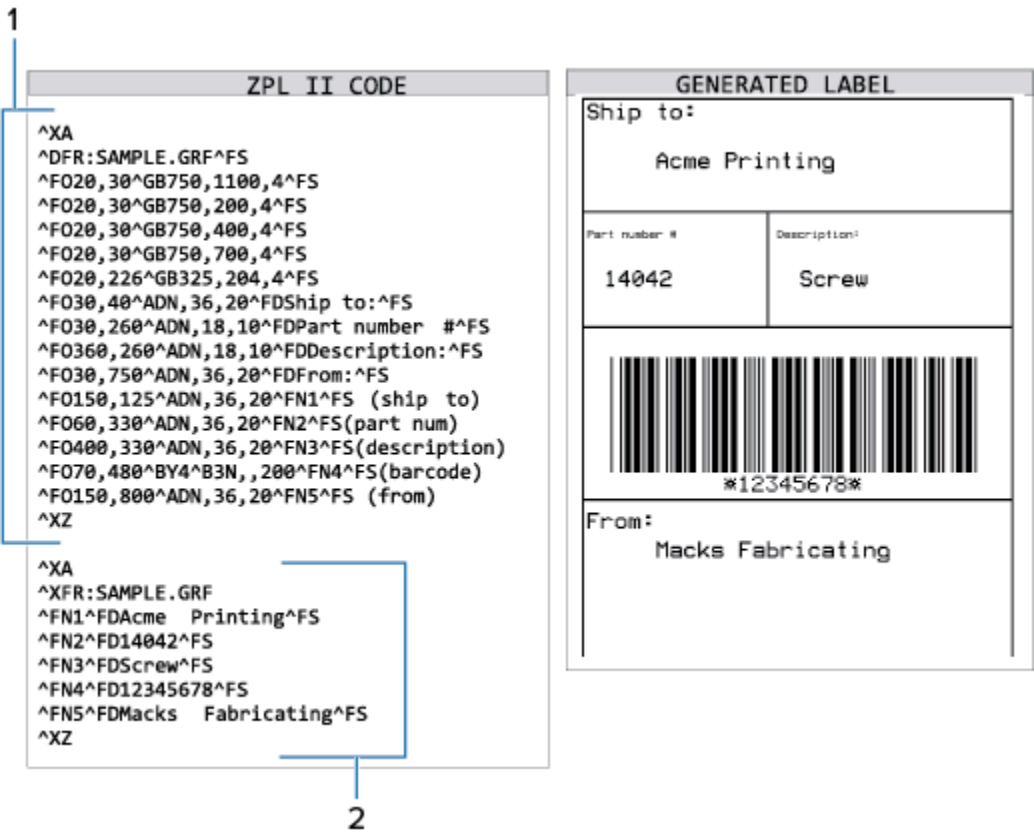 1
ZPL II CODE
^XA
^DFR:SAMPLE.GRF^FS
^FO20,30^GB750,1100,4^FS
^FO20,30^GB750,200,4^FS
^FO20,30^GB750,400,4^FS
^FO20,30^GB750,700,4^FS
^FO20,226^GB325,204,4^FS
^FO30,40^ADN,36,20^FDShip to:^FS
^FO30,260^ADN,18,10^FDPart number  #^FS
^FO360,260^ADN,18,10^FDDescription:^FS
^FO30,750^ADN,36,20^FDFrom:^FS
^FO150,125^ADN,36,20^FN1^FS (ship to)
^FO60,330^ADN,36,20^FN2^FS(part num)
^FO400,330^ADN,36,20^FN3^FS(description)
^FO70,480^BY4^B3N,,200^FN4^FS(barcode)
^FO150,800^ADN,36,20^FN5^FS (from)
^XZ
^XA
^XFR:SAMPLE.GRF
^FN1^FDAcme  Printing^FS
^FN2^FD14042^FS
^FN3^FDScrew^FS
^FN4^FD12345678^FS
^FN5^FDMacks  Fabricating^FS
^XZ
2
GENERATED LABEL
Ship to:
Acme Printing
Part number #
Description:
14042
Screw
*12345678*
From:
Macks Fabricating